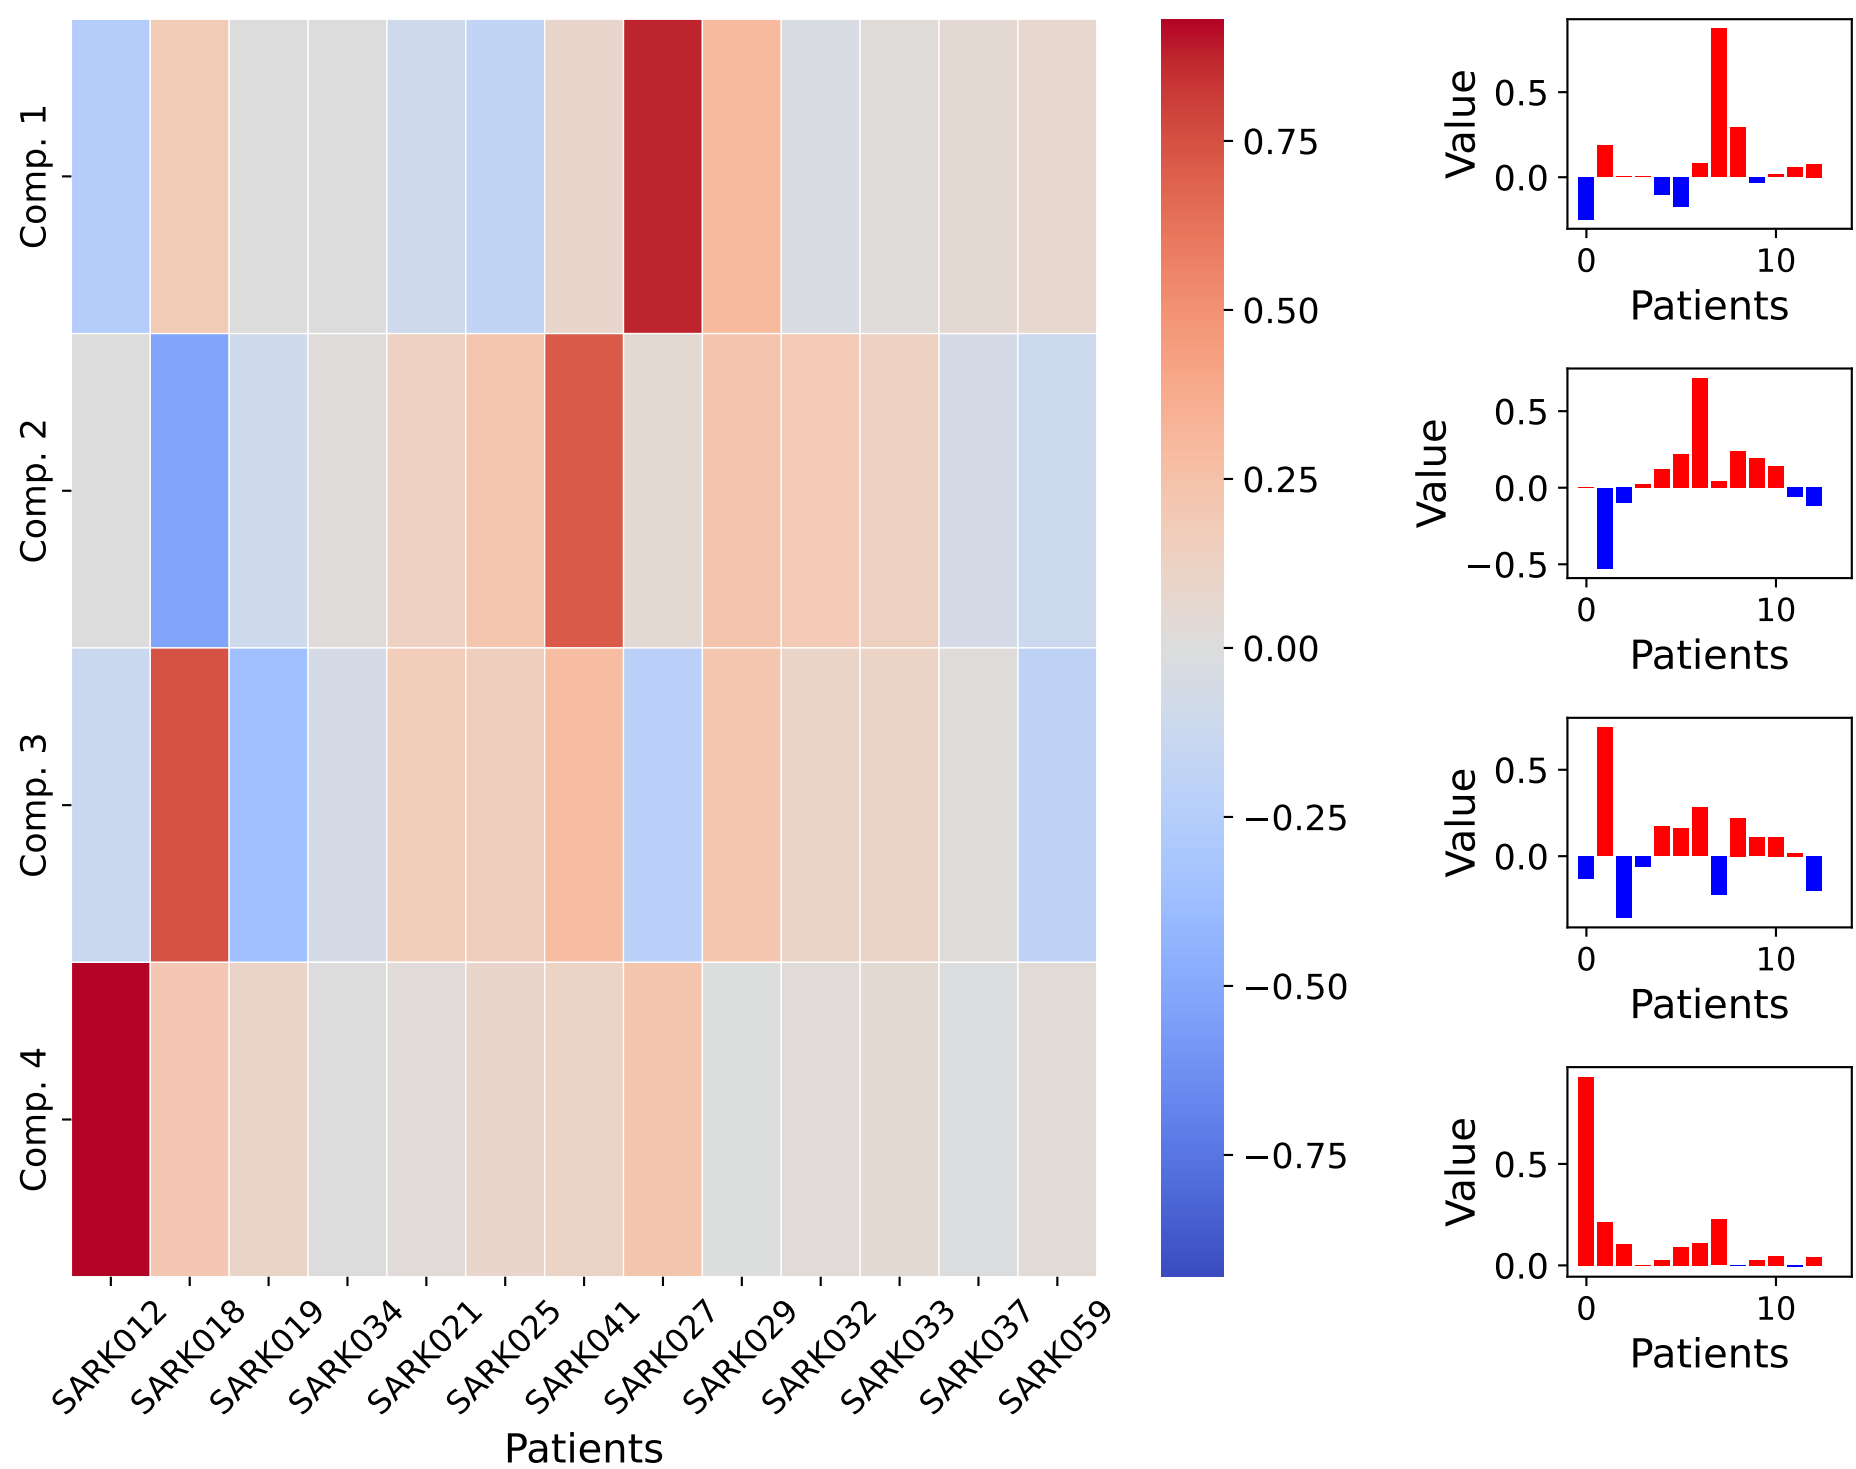 Comp. 1
Comp. 2
Comp. 3
Comp. 4
SARK012
SARK018
SARK019
SARK034
SARK021
SARK025
SARK041
SARK027
SARK029
SARK032
SARK033
SARK037
SARK059
Patients
0.75
0.50
0.25
0.00
−0.25
−0.50
−0.75
Value
0.5
0.0
0 10
Patients
Value
0.5
0.0
−0.5
0 10
Patients
Value
0.5
0.0
0 10
Patients
Value
0.5
0.0
0 10
Patients